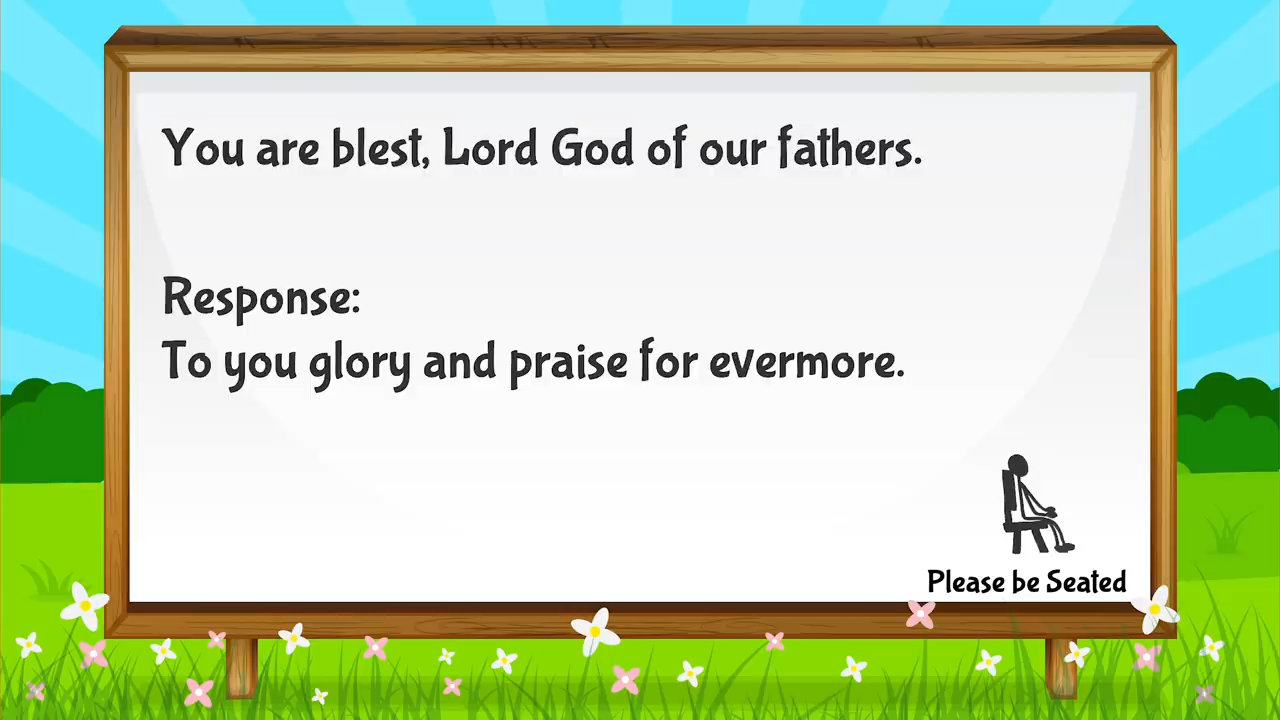 You are blest, Lord God of our fathers.
Response:
To you glory and praise for evermore.
Please be Seated